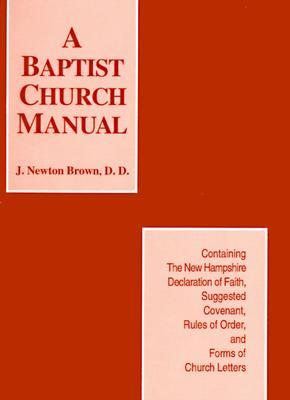 A
BAPTIST
CHURCH
MANUAL
J. Newton Brown, D. D.
Containing
The New Hampshire
Declaration of Faith,
Suggested
Covenant,
Rules of Order,
and
Forms of
Church Letters